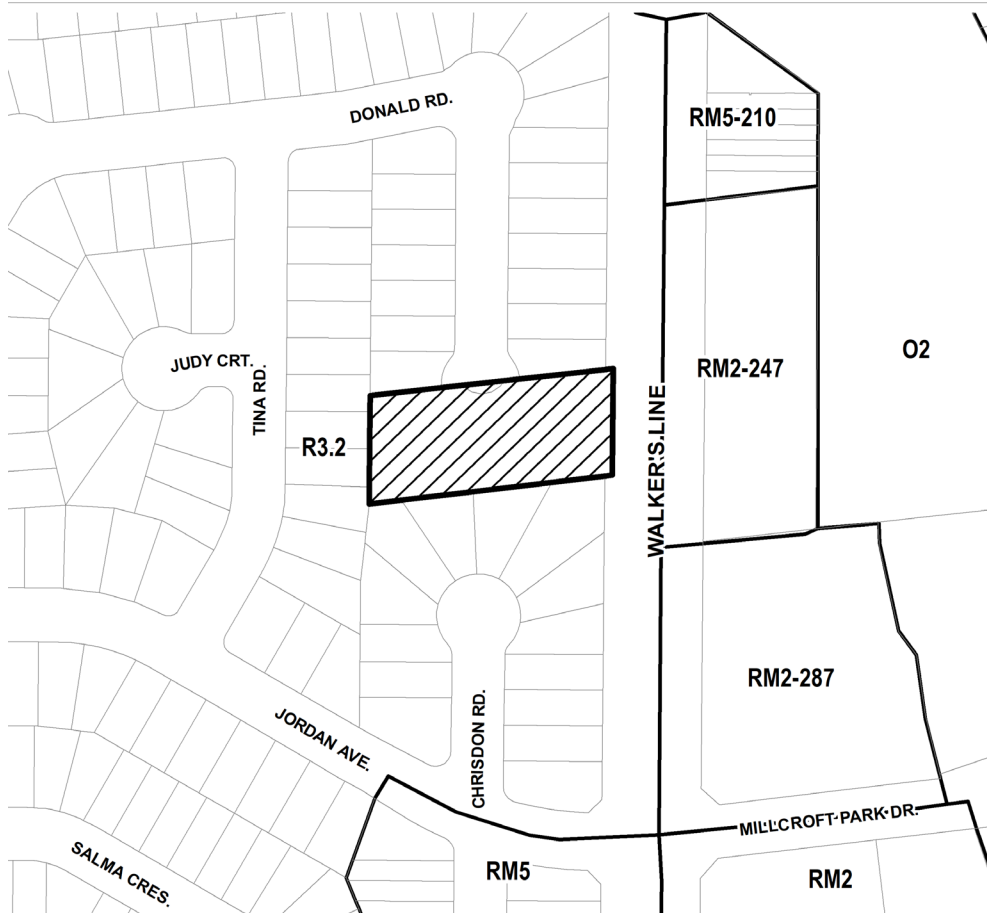 DONALD RD.
RM5-210
JUDY CRT.
TINA RD.
RM2-247
O2
R3.2
WALKER'S LINE
RM2-287
JORDAN AVE.
CHRISDON RD.
MILLCROFT PARK DR.
SALMA CRES.
RM5
RM2